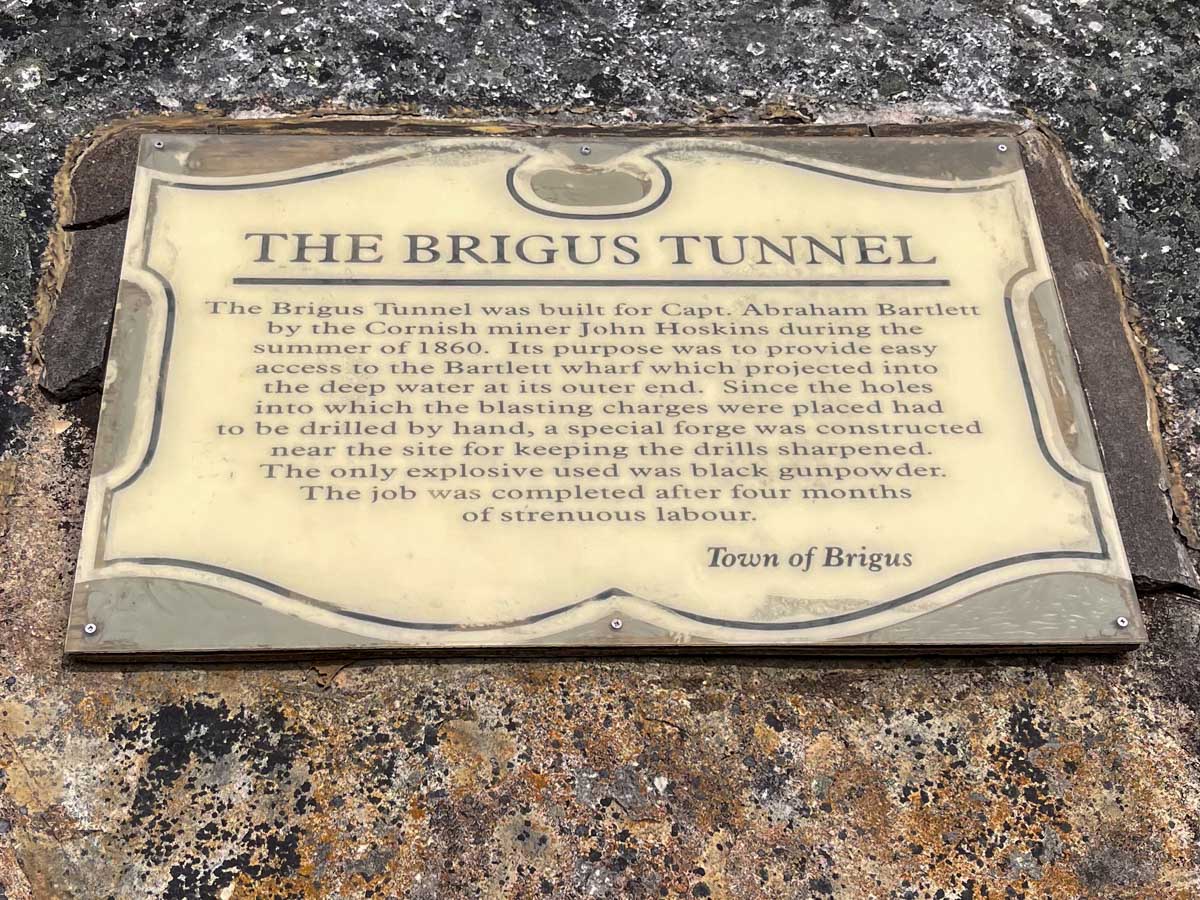 THE BRIGUS TUNNEL
The Brigus Tunnel was built for Capt. Abraham Bartlett
by the Cornish miner John Hoskins during the
summer of 1860. Its purpose was to provide easy
access to the Bartlett wharf which projected into
the deep water at its outer end. Since the holes
into which the blasting charges were placed had
to be drilled by hand, a special forge was constructed
near the site for keeping the drills sharpened.
The only explosive used was black gunpowder.
The job was completed after four months
of strenuous labour.
Town of Brigus